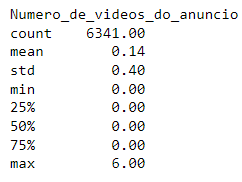 Numero_de_videos_do_anuncio
count 6341.00
mean 0.14
std 0.40
min 0.00
25% 0.00
50% 0.00
75% 0.00
max 6.00